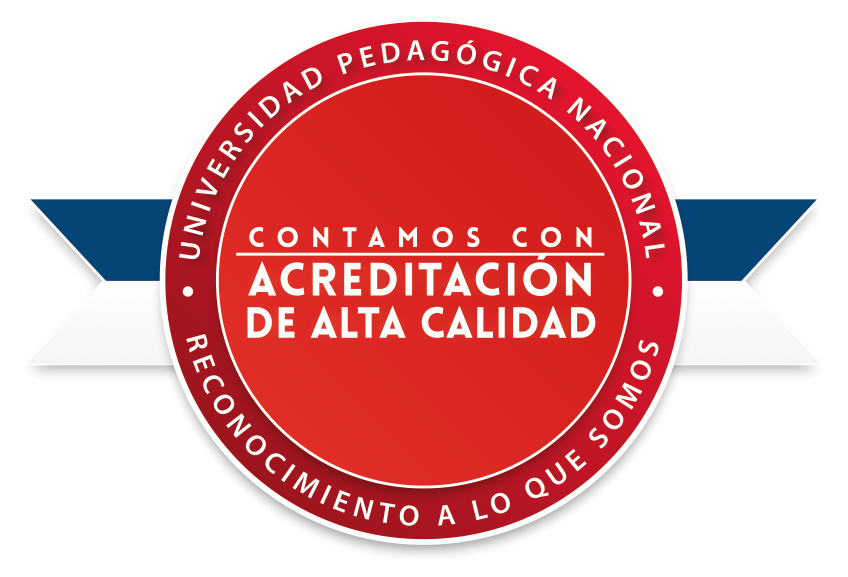 UNIVERSIDAD PEDAGÓGICA NACIONAL
CONTAMOS CON
ACREDITACIÓN
DE ALTA CALIDAD
RECONOCIMIENTO A LO QUE SOMOS